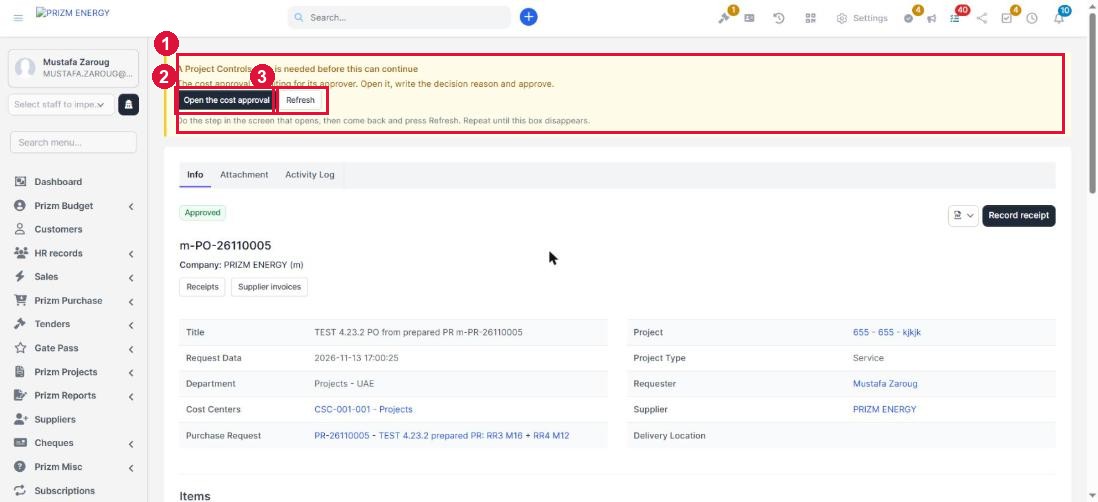 PRIZM ENERGY
Search...
1
Settings
4
40
4
10
Mustafa Zaroug
MUSTAFA.ZAROUG@...
Select staff to impe..
Search menu...
Dashboard
Prizm Budget
Customers
HR records
Sales
Prizm Purchase
Tenders
Gate Pass
Prizm Projects
Prizm Reports
Suppliers
Cheques
Prizm Misc
Subscriptions
1
2
3
A Project Controls is needed before this can continue
The cost approval for its approver. Open it, write the decision reason and approve.
Open the cost approval
Refresh
Do the step in the screen that opens, then come back and press Refresh. Repeat until this box disappears.
Info Attachment Activity Log
Approved
Record receipt
m-PO-26110005
Company: PRIZM ENERGY (m)
Receipts Supplier invoices
Title TEST 4.23.2 PO from prepared PR m-PR-26110005
Request Data 2026-11-13 17:00:25
Department Projects - UAE
Cost Centers CSC-001-001 - Projects
Purchase Request PR-26110005 - TEST 4.23.2 prepared PR: RR3 M16 + RR4 M12
Project 655 - 655 - kjkjk
Project Type Service
Requester Mustafa Zaroug
Supplier PRIZM ENERGY
Delivery Location
Items